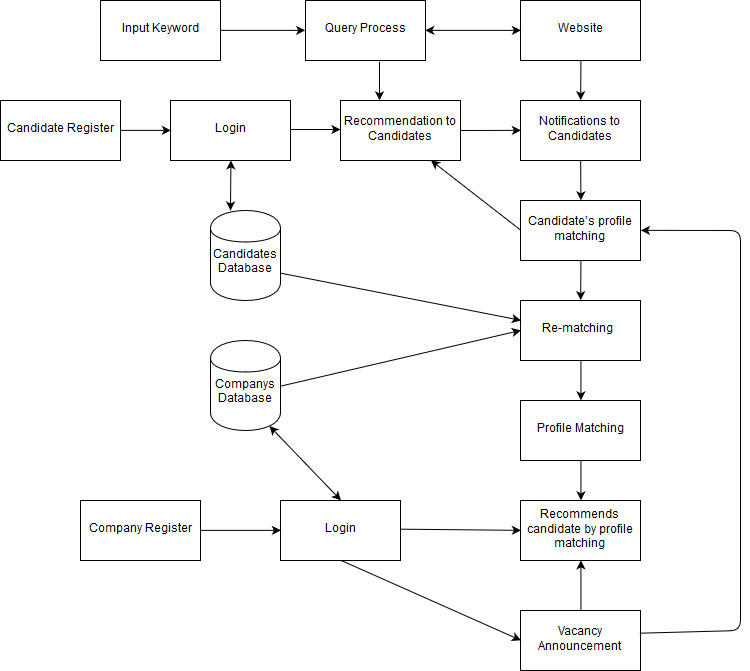 Input Keyword
Query Process
Website
Candidate Register
Login
Recommendation to
Candidates
Notifications to
Candidates
Candidate's profile
matching
Candidates
Database
Re-matching
Companys
Database
Profile Matching
Company Register
Login
Recommends
candidate by profile
matching
Vacancy
Announcement